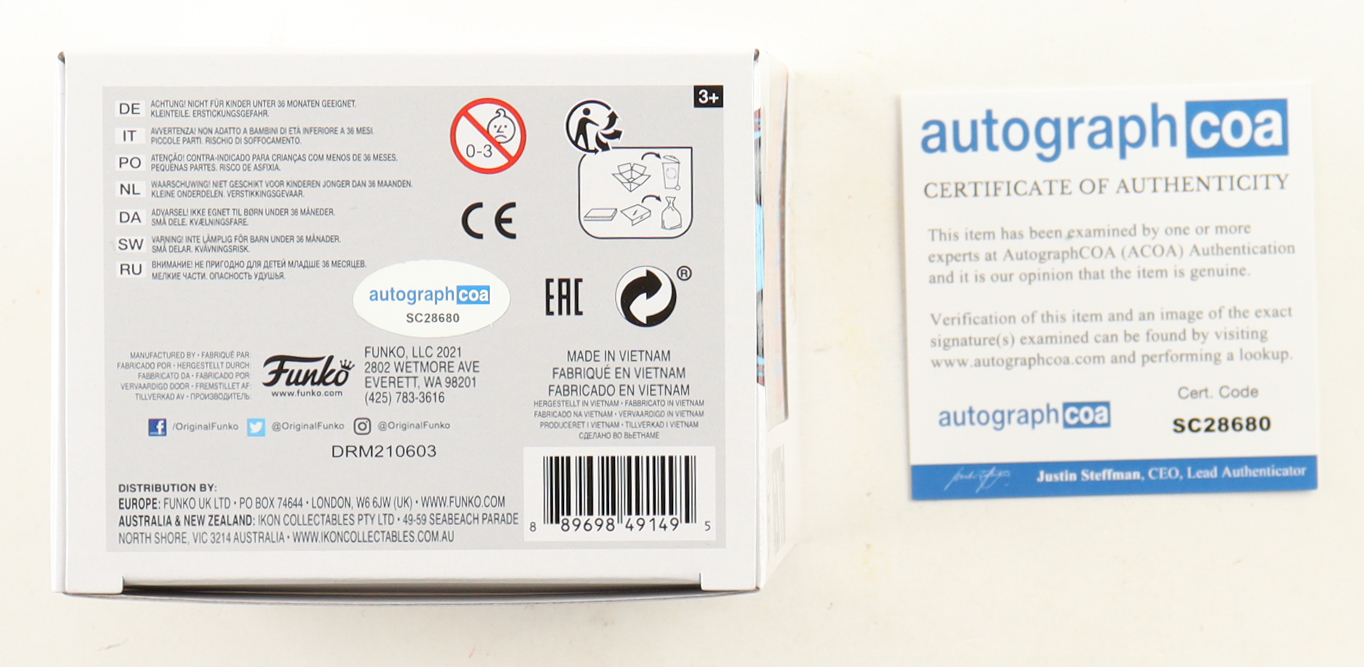 3+
DE ACHTUNG! NICHT FÜR KINDER UNTER 36 MONATEN GEEIGNET.
KLEINTEILE. ERSTICKUNGSGEFAHR.
IT AVVERTENZA! NON ADATTO A BAMBINI DI ETÀ INFERIORE A 36 MESI.
PICCOLE PARTI. RISCHIO DI SOFFOCAMENTO.
PO ATENÇÃO! CONTRA-INDICADO PARA CRIANÇAS COM MENOS DE 36 MESES.
PEQUENAS PARTES. RISCO DE ASFIXIA.
NL WAARSCHUWING! NIET GESCHIKT VOOR KINDEREN JONGER DAN 36 MAANDEN.
KLEINE ONDERDELEN. VERSTIKKINGSGEVAAR.
DA ADVARSEL! IKKE EGNET TIL BØRN UNDER 36 MÅNEDER.
SMÅ DELE. KVÆLNINGSFARE.
SW VARNING! INTE LÄMPLIG FÖR BARN UNDER 36 MÅNADER.
SMÅ DELAR. KVÄVNINGSRISK.
RU ВНИМАНИЕ! НЕ ПРИГОДНО ДЛЯ ДЕТЕЙ МЛАДШЕ 36 МЕСЯЦЕВ.
МЕЛКИЕ ЧАСТИ. ОПАСНОСТЬ УДУШЬЯ.
0-3
CE
EAC
®
autograph coa
SC28680
MANUFACTURED BY • FABRIQUÉ PAR
FABRICADO POR • HERGESTELLT DURCH
FABRICATO DA • FABRICADO POR
VERVAARDIGD DOOR • FREMSTILLET AF
TILLVERKAD AV • ПРОИЗВОДИТЕЛЬ:
Funko
www.funko.com
FUNKO, LLC 2021
2802 WETMORE AVE
EVERETT, WA 98201
(425) 783-3616
MADE IN VIETNAM
FABRIQUÉ EN VIETNAM
FABRICADO EN VIETNAM
HERGESTELLT IN VIETNAM • FABBRICATO IN VIETNAM
FABRICADO NA VIETNAM • VERVAARDIGD IN VIETNAM
PRODUCERET I VIETNAM • TILLVERKAD I VIETNAM
СДЕЛАНО ВО ВЬЕТНАМЕ
/OriginalFunko @OriginalFunko @OriginalFunko
DRM210603
DISTRIBUTION BY:
EUROPE: FUNKO UK LTD • PO BOX 74644 • LONDON, W6 6JW (UK) • WWW.FUNKO.COM
AUSTRALIA & NEW ZEALAND: IKON COLLECTABLES PTY LTD • 49-59 SEABEACH PARADE
NORTH SHORE, VIC 3214 AUSTRALIA • WWW.IKONCOLLECTABLES.COM.AU
8 89698 49149 5
autograph coa
CERTIFICATE OF AUTHENTICITY
This item has been examined by one or more
experts at AutographCOA (ACOA) Authentication
and it is our opinion that the item is genuine.
Verification of this item and an image of the exact
signature(s) examined can be found by visiting
www.autographcoa.com and performing a lookup.
autograph coa
Cert. Code
SC28680
Justin Steffman, CEO, Lead Authenticator